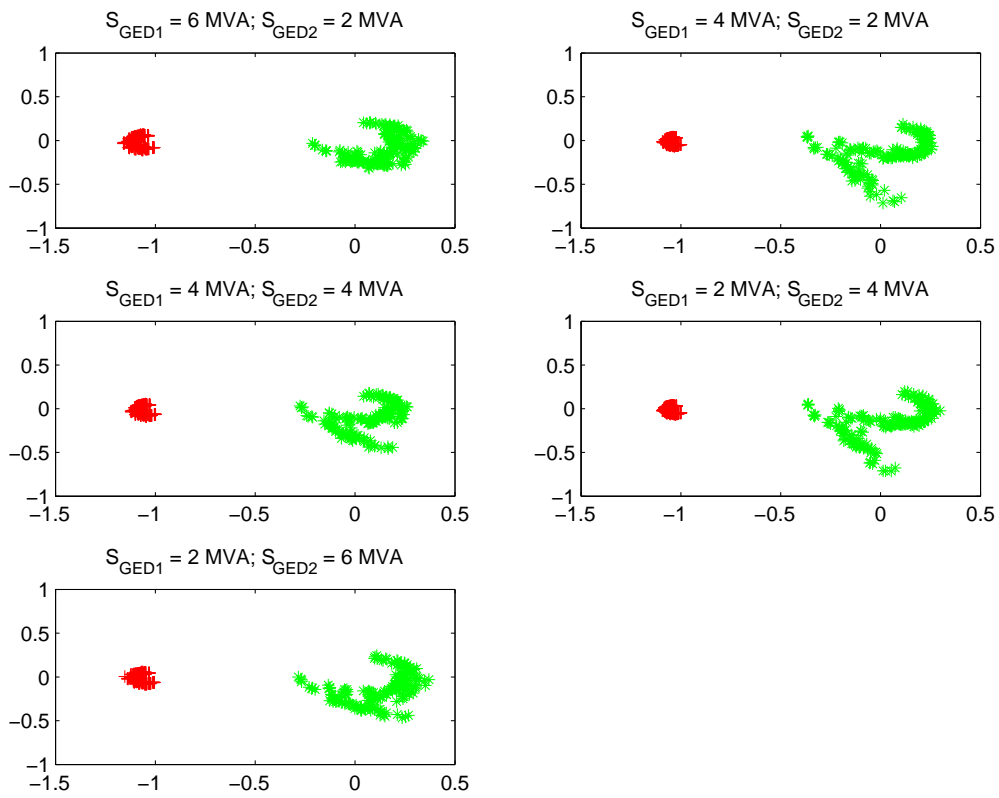 S_GED1 = 6 MVA; S_GED2 = 2 MVA
1
0.5
0
−0.5
−1
−1.5 −1 −0.5 0 0.5
S_GED1 = 4 MVA; S_GED2 = 2 MVA
1
0.5
0
−0.5
−1
−1.5 −1 −0.5 0 0.5
S_GED1 = 4 MVA; S_GED2 = 4 MVA
1
0.5
0
−0.5
−1
−1.5 −1 −0.5 0 0.5
S_GED1 = 2 MVA; S_GED2 = 4 MVA
1
0.5
0
−0.5
−1
−1.5 −1 −0.5 0 0.5
S_GED1 = 2 MVA; S_GED2 = 6 MVA
1
0.5
0
−0.5
−1
−1.5 −1 −0.5 0 0.5